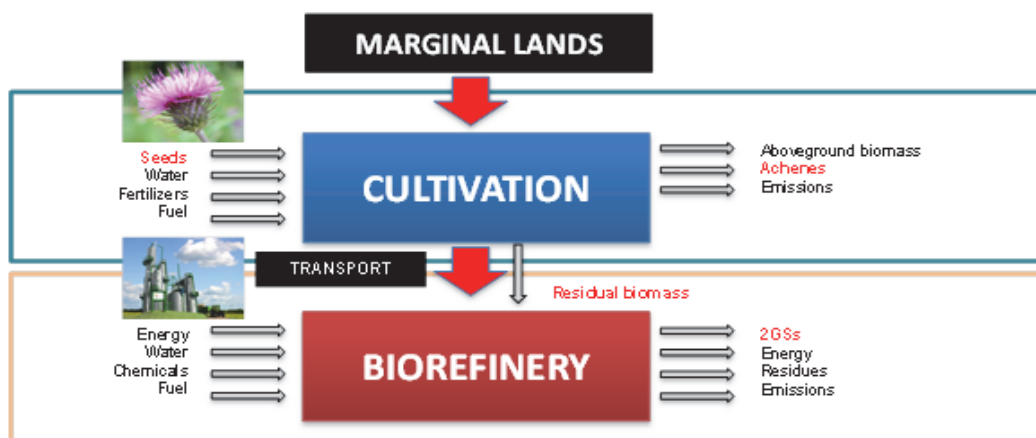 MARGINAL LANDS
Seeds
Water
Fertilizers
Fuel
CULTIVATION
Aboveground biomass
Achenes
Emissions
TRANSPORT
Residual biomass
Energy
Water
Chemicals
Fuel
BIOREFINERY
2GSs
Energy
Residues
Emissions